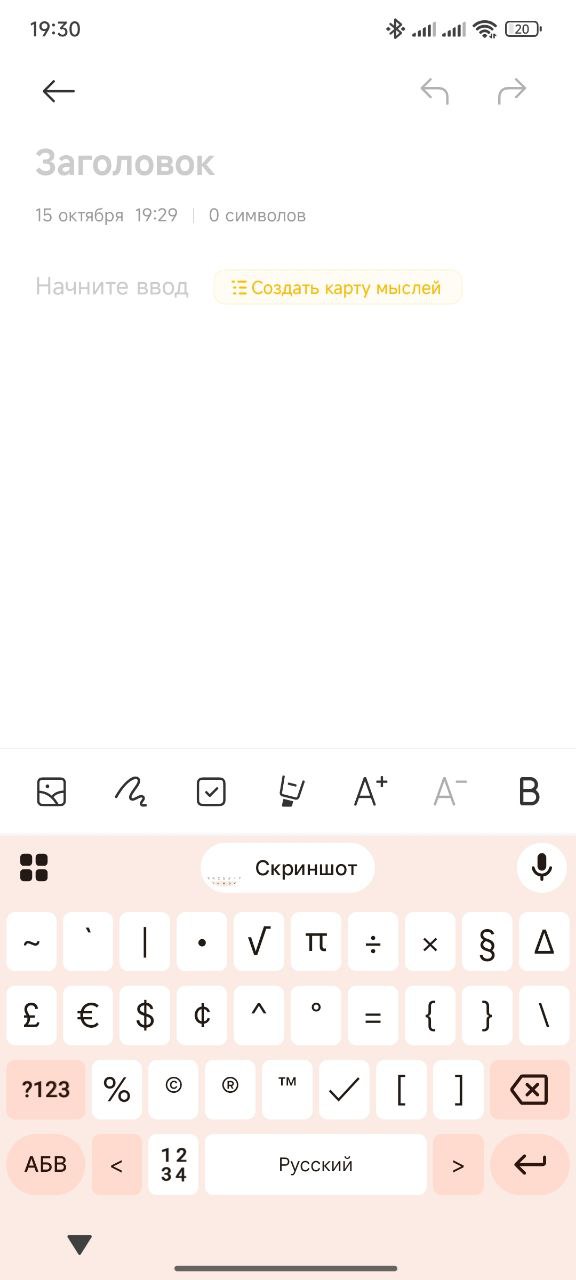 19:30
20
Заголовок
15 октября 19:29 | 0 символов
Начните ввод Создать карту мыслей
A+ A− B
Скриншот
~ ` | • √ π ÷ × § Δ
£ € $ ¢ ^ ° = { } \
?123 % © ® ™ ✓ [ ]
АБВ < 12 Русский >
34